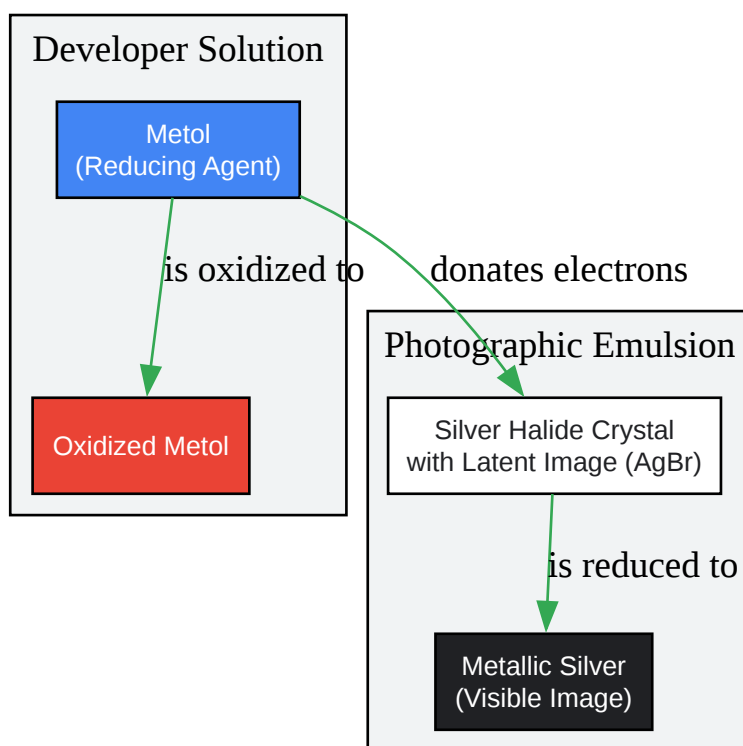 Developer Solution
Metol
(Reducing Agent)
is oxidized to
donates electrons
Oxidized Metol
Photographic Emulsion
Silver Halide Crystal
with Latent Image (AgBr)
is reduced to
Metallic Silver
(Visible Image)